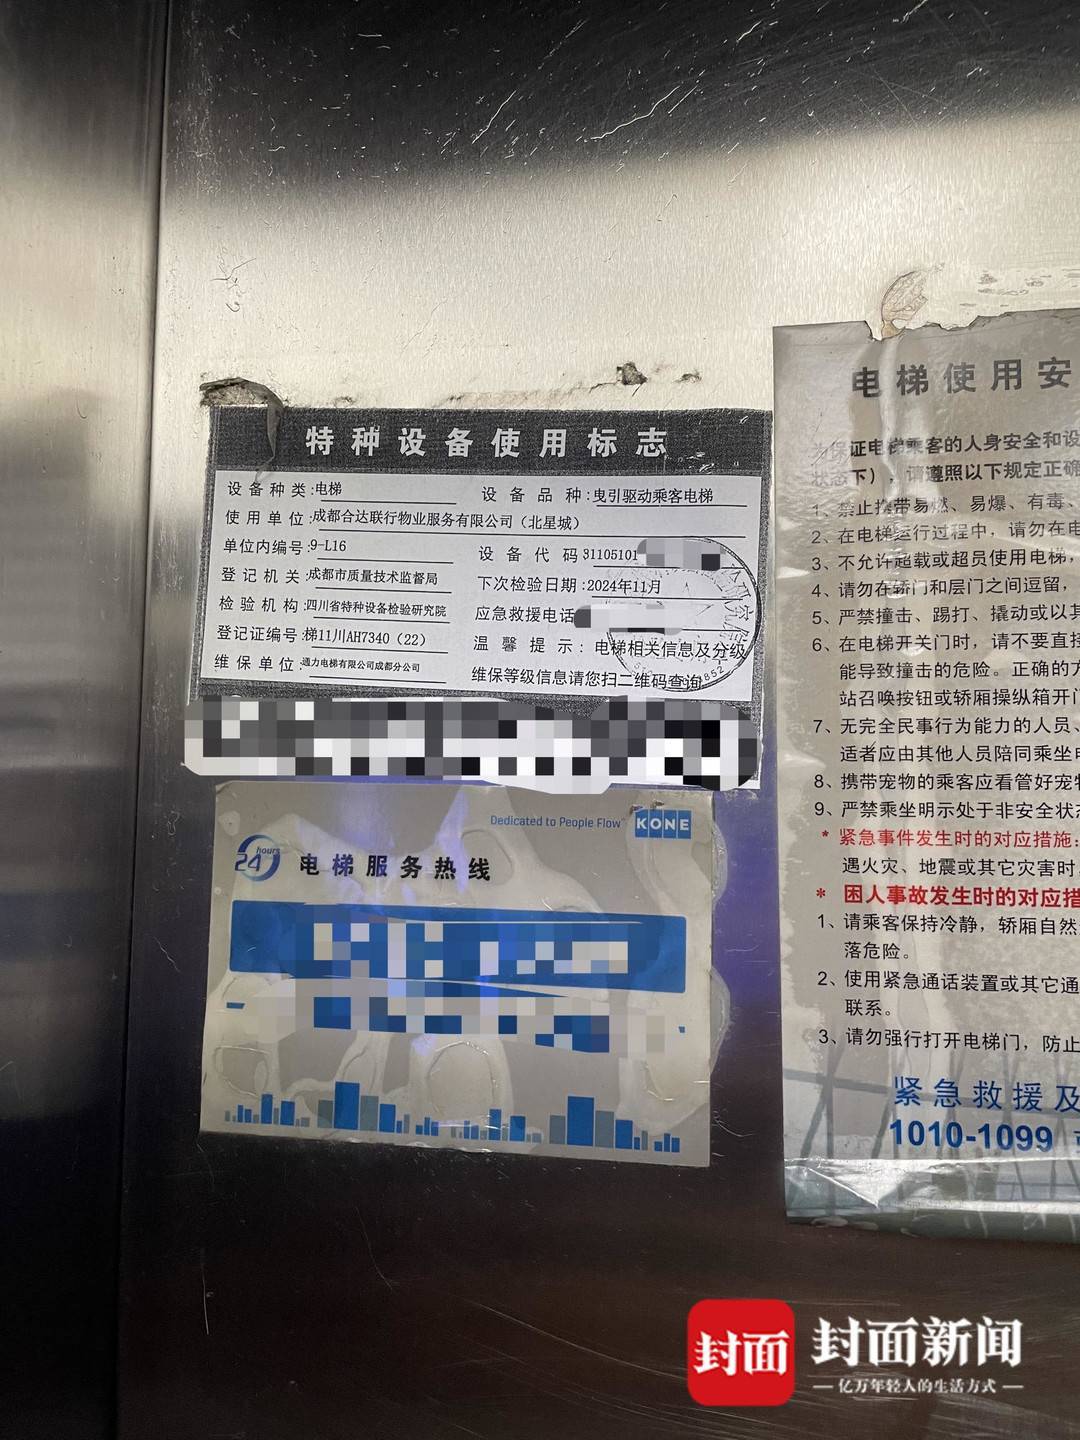 特种设备使用标志
设备种类:电梯
设备品种:曳引驱动乘客电梯
使用单位:成都合达联行物业服务有限公司（北星城）
单位内编号:9-L16
设备代码31105101
登记机关:成都市质量技术监督局
下次检验日期:2024年11月
检验机构:四川省特种设备检验研究院
应急救援电话
登记证编号:梯11川AH7340（22）
温馨提示:电梯相关信息及分级
维保单位:通力电梯有限公司成都分公司
维保等级信息请您扫二维码查询
Dedicated to People Flow™
KONE
24 hours
电梯服务热线
电梯使用安
为保证电梯乘客的人身安全和设
状态下），请遵照以下规定正确
1、禁止携带易燃、易爆、有毒、
2、在电梯运行过程中，请勿在电
3、不允许超载或超员使用电梯，
4、请勿在轿门和层门之间逗留，
5、严禁撞击、踢打、撬动或以其
6、在电梯开关门时，请不要直接
能导致撞击的危险。正确的方
站召唤按钮或轿厢操纵箱开门
7、无完全民事行为能力的人员、
适者应由其他人员陪同乘坐电
8、携带宠物的乘客应看管好宠物
9、严禁乘坐明示处于非安全状态
* 紧急事件发生时的对应措施：
遇火灾、地震或其它灾害时，
* 困人事故发生时的对应措
1、请乘客保持冷静，轿厢自然
落危险。
2、使用紧急通话装置或其它通
联系。
3、请勿强行打开电梯门，防止
紧急救援及
1010-1099
封面
封面新闻
亿万年轻人的生活方式